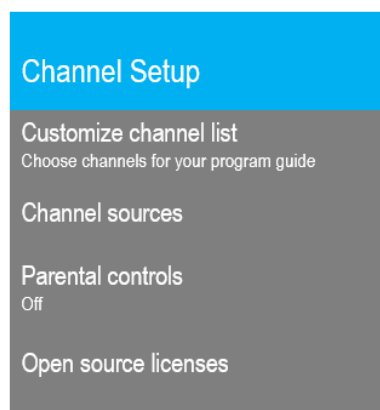 Channel Setup
Customize channel list
Choose channels for your program guide
Channel sources
Parental controls
Off
Open source licenses